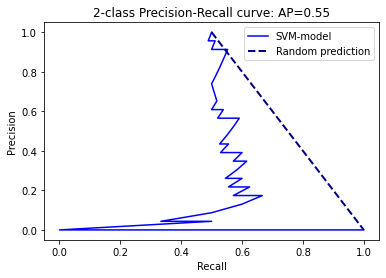 2-class Precision-Recall curve: AP=0.55
SVM-model
Random prediction
Precision
1.0
0.8
0.6
0.4
0.2
0.0
0.0 0.2 0.4 0.6 0.8 1.0
Recall